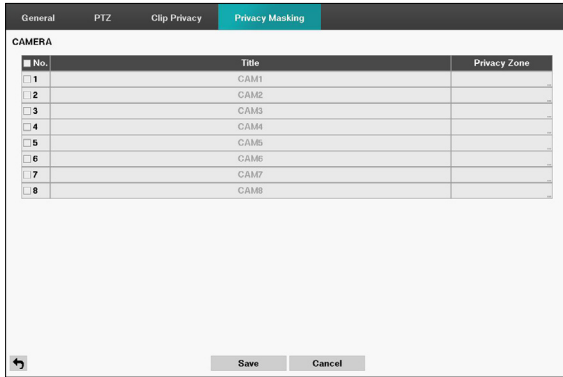 General PTZ Clip Privacy Privacy Masking
CAMERA
No. Title Privacy Zone
1 CAM1 ...
2 CAM2 ...
3 CAM3 ...
4 CAM4 ...
5 CAM5 ...
6 CAM6 ...
7 CAM7 ...
8 CAM8 ...
Save Cancel